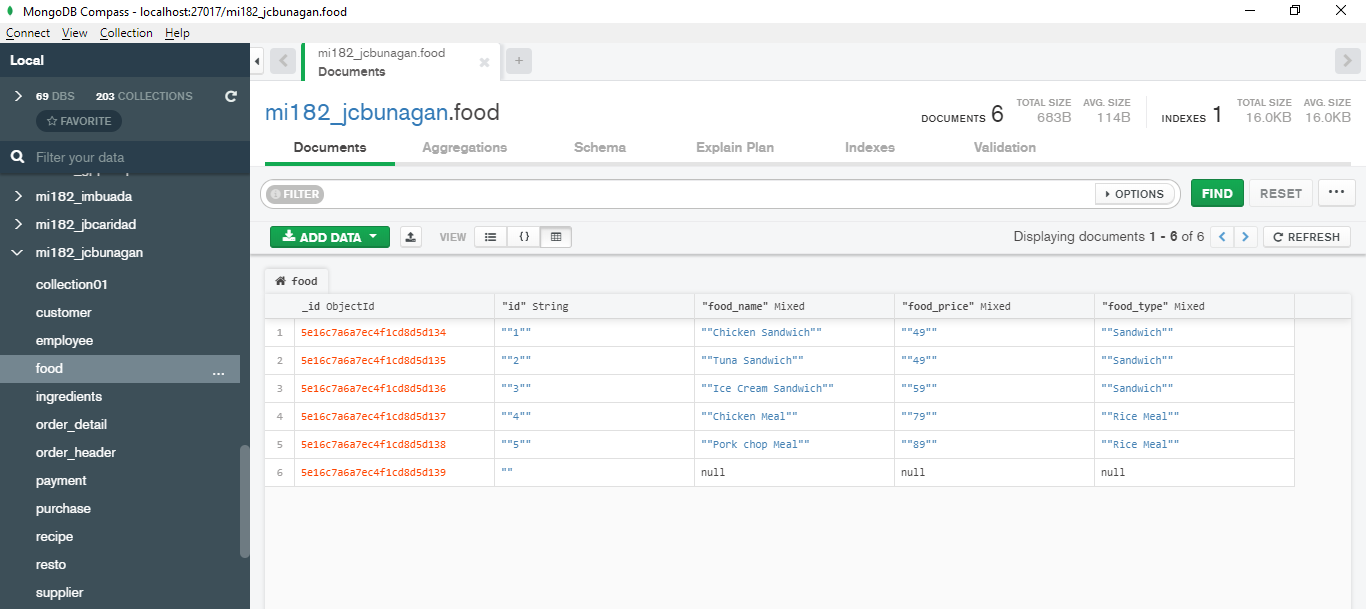 MongoDB Compass - localhost:27017/mi182_jcbunagan.food
Connect View Collection Help
Local
69 DBS 203 COLLECTIONS
FAVORITE
Filter your data
mi182_imbuada
mi182_jbcaridad
mi182_jcbunagan
collection01
customer
employee
food ...
ingredients
order_detail
order_header
payment
purchase
recipe
resto
supplier
mi182_jcbunagan.food
Documents
+
mi182_jcbunagan.food
DOCUMENTS 6
TOTAL SIZE AVG. SIZE
683B 114B
INDEXES 1
TOTAL SIZE AVG. SIZE
16.0KB 16.0KB
Documents Aggregations Schema Explain Plan Indexes Validation
FILTER OPTIONS FIND RESET ...
ADD DATA VIEW {} Displaying documents 1 - 6 of 6 < > REFRESH
food
_id ObjectId "id" String "food_name" Mixed "food_price" Mixed "food_type" Mixed
1 5e16c7a6a7ec4f1cd8d5d134 ""1"" ""Chicken Sandwich"" ""49"" ""Sandwich""
2 5e16c7a6a7ec4f1cd8d5d135 ""2"" ""Tuna Sandwich"" ""49"" ""Sandwich""
3 5e16c7a6a7ec4f1cd8d5d136 ""3"" ""Ice Cream Sandwich"" ""59"" ""Sandwich""
4 5e16c7a6a7ec4f1cd8d5d137 ""4"" ""Chicken Meal"" ""79"" ""Rice Meal""
5 5e16c7a6a7ec4f1cd8d5d138 ""5"" ""Pork chop Meal"" ""89"" ""Rice Meal""
6 5e16c7a6a7ec4f1cd8d5d139 "" null null null